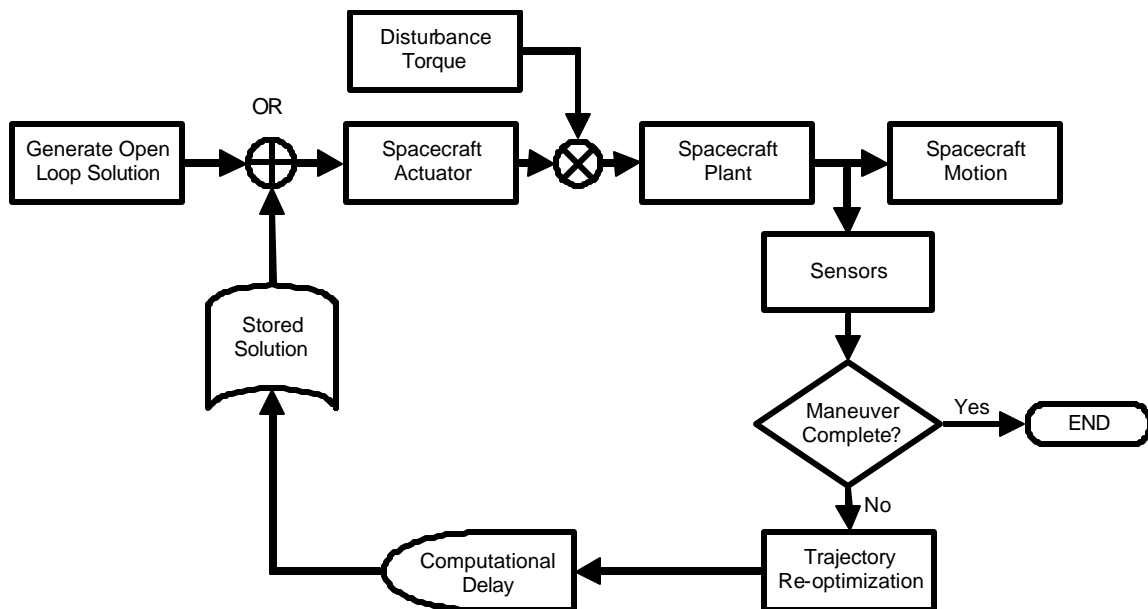 Disturbance
Torque
OR
Generate Open
Loop Solution
Spacecraft
Actuator
Spacecraft
Plant
Spacecraft
Motion
Sensors
Stored
Solution
Maneuver
Complete?
Yes
END
No
Computational
Delay
Trajectory
Re-optimization